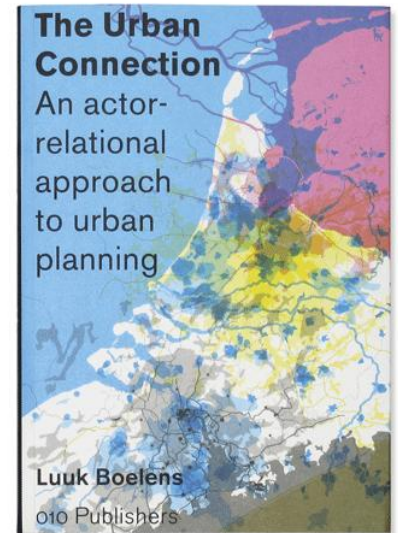 The Urban
Connection
An actor-
relational
approach
to urban
planning
Luuk Boelens
010 Publishers